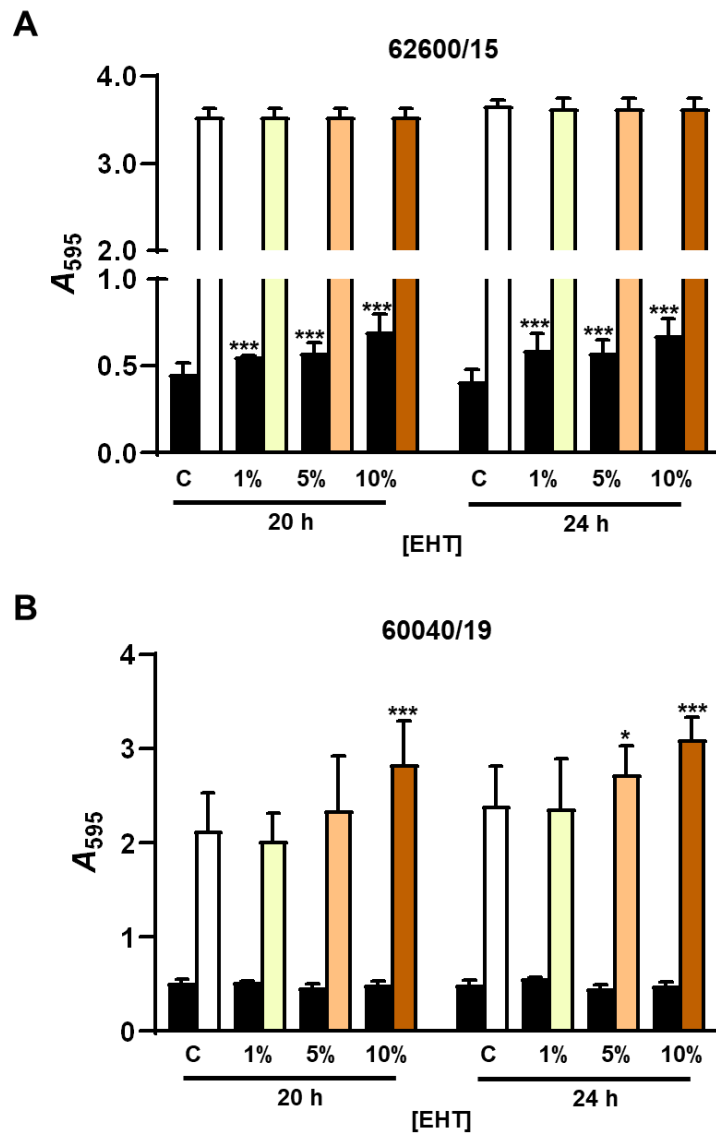 A
62600/15
4.0
3.0
2.0
1.0
0.5
0.0
A595
*** *** *** *** *** ***
C 1% 5% 10% C 1% 5% 10%
20 h 24 h
[EHT]
B
60040/19
4
3
2
1
0
A595
*** * ***
C 1% 5% 10% C 1% 5% 10%
20 h 24 h
[EHT]